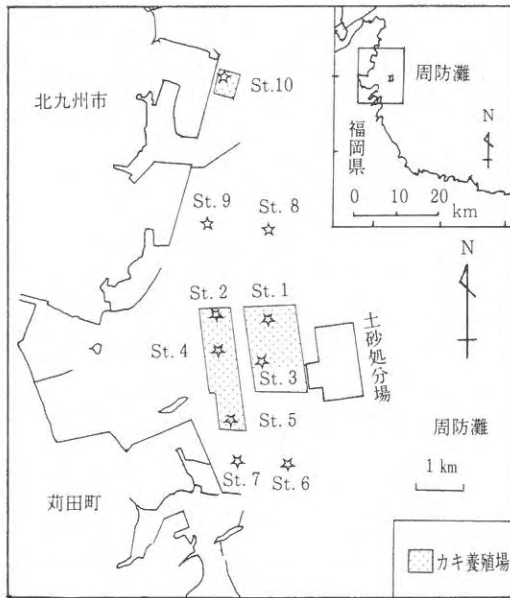 北九州市
St.10
周防灘
N
福岡県
0 10 20
km
St. 9
St. 8
N
St. 2
St. 1
St. 4
St. 3
土砂処分場
St. 5
周防灘
St. 7
St. 6
1 km
苅田町
カキ養殖場